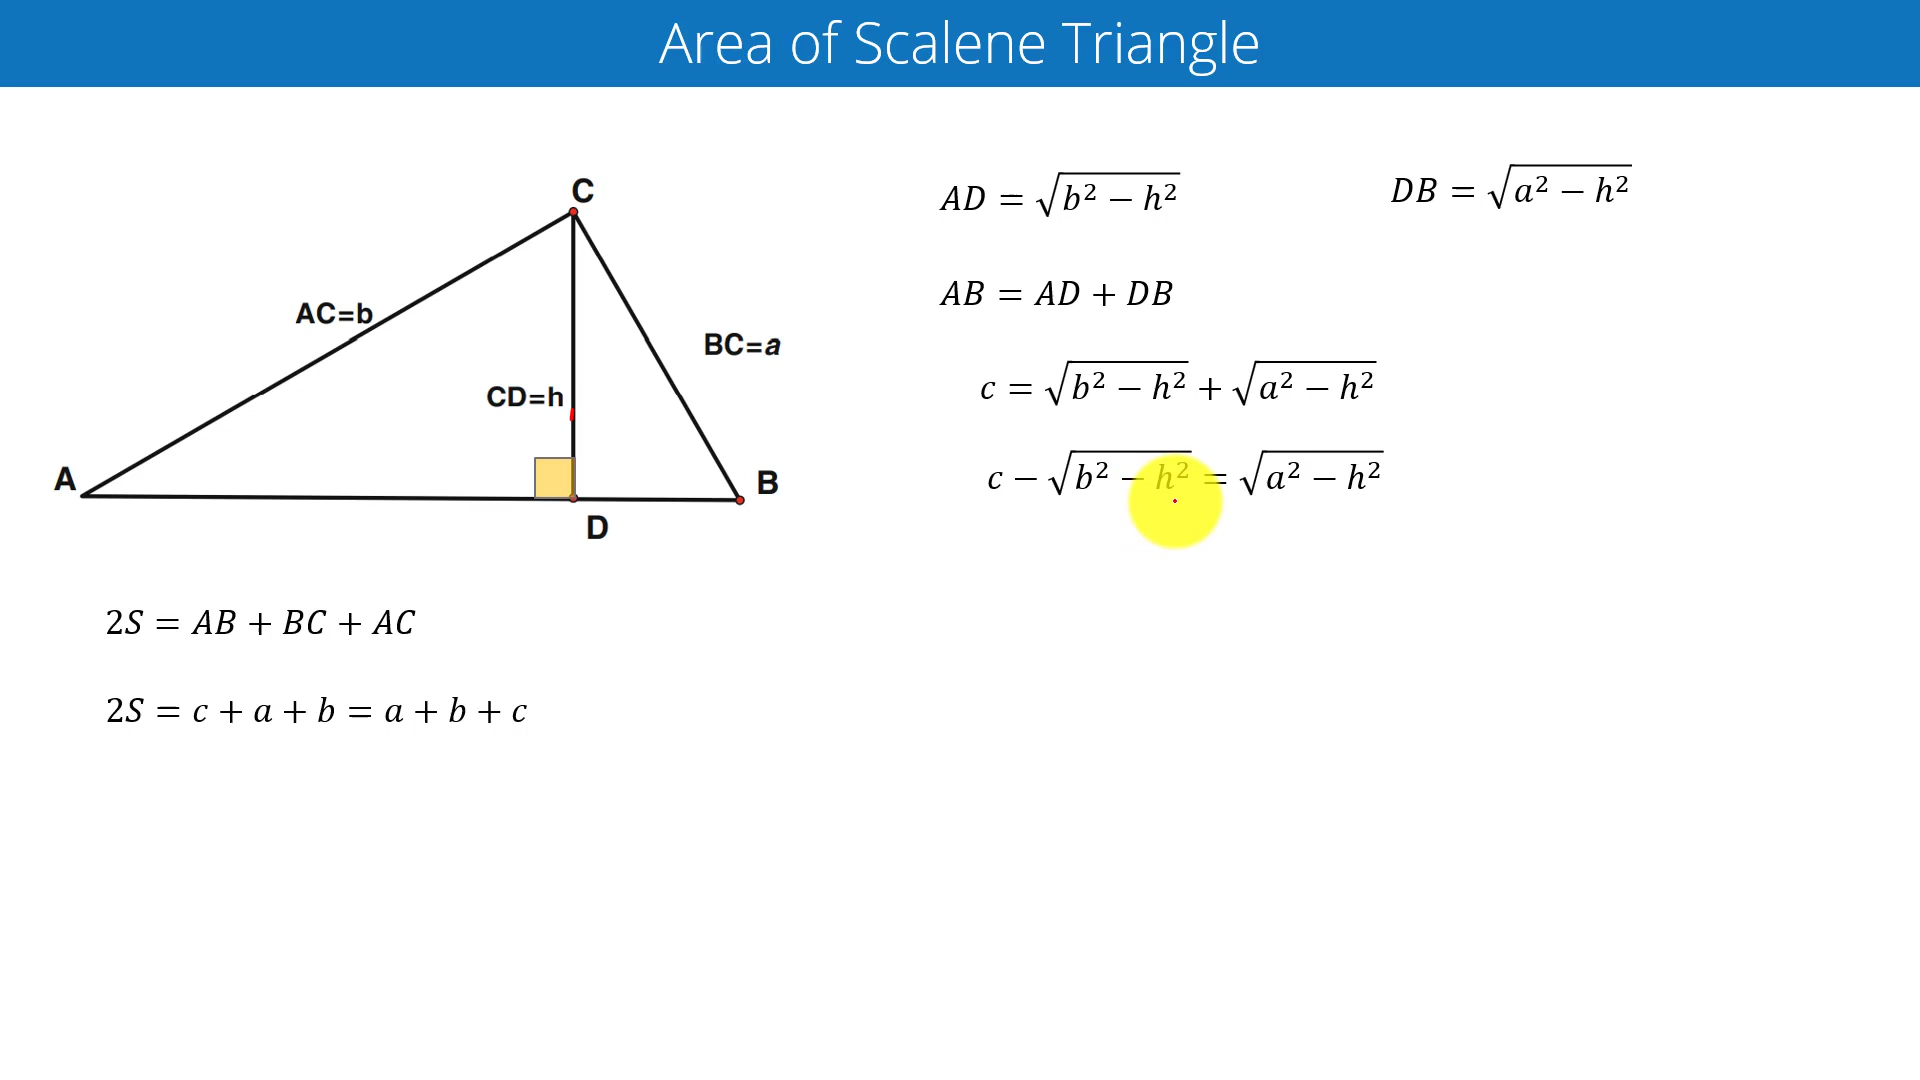 Area of Scalene Triangle
C
AC=b
BC=a
CD=h
A
B
D
2S = AB + BC + AC
2S = c + a + b = a + b + c
AD = √(b² − h²)
DB = √(a² − h²)
AB = AD + DB
c = √(b² − h²) + √(a² − h²)
c − √(b² − h²) = √(a² − h²)